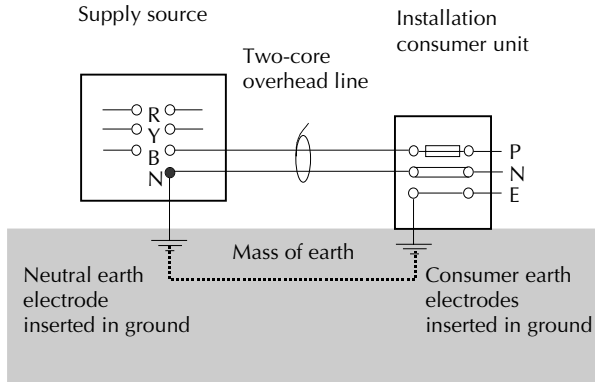 Supply source
Installation
consumer unit
Two-core
overhead line
R
Y
B
N
P
N
E
Mass of earth
Neutral earth
electrode
inserted in ground
Consumer earth
electrodes
inserted in ground